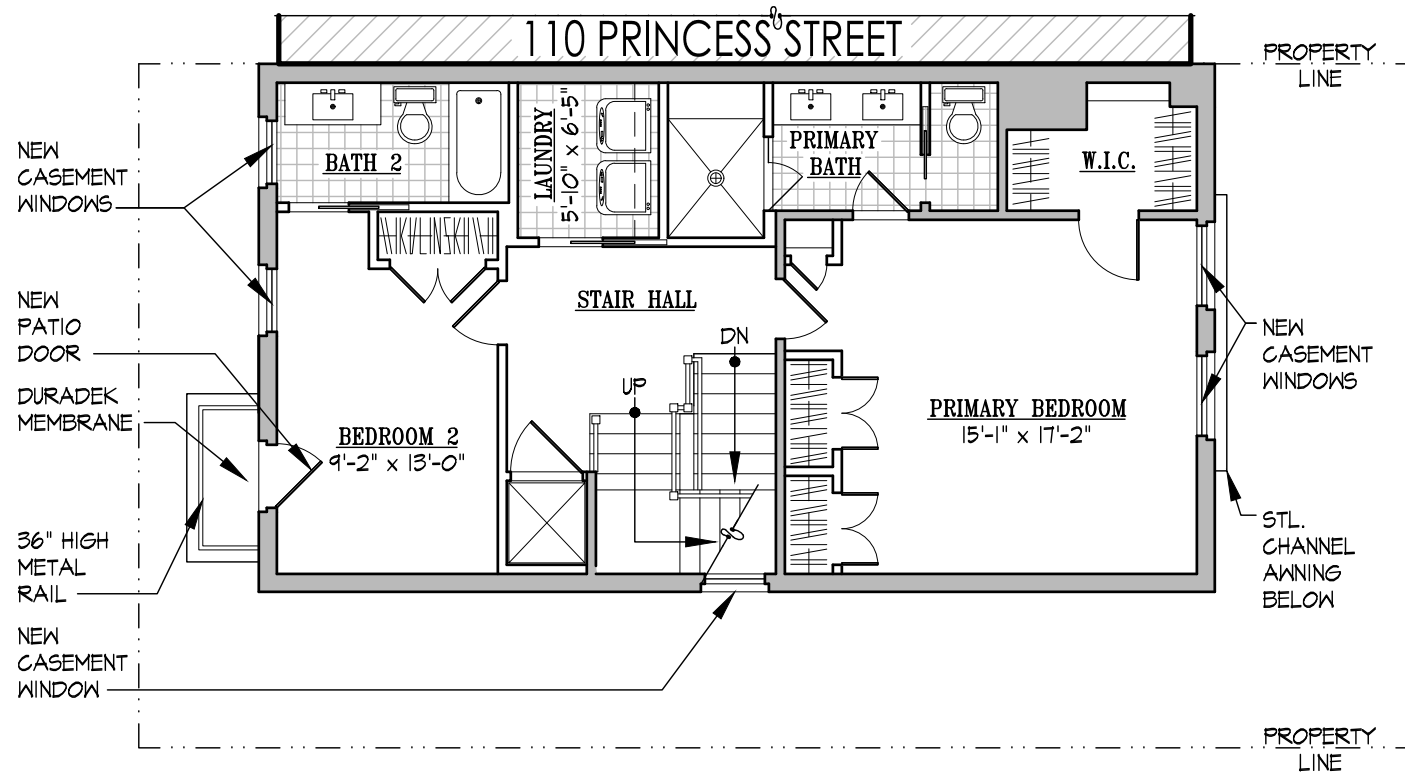 110 PRINCESS STREET
PROPERTY
LINE
NEW
CASEMENT
WINDOWS
BATH 2
LAUNDRY
5'-10" x 6'-5"
PRIMARY
BATH
W.I.C.
NEW
PATIO
DOOR
STAIR HALL
DN
UP
NEW
CASEMENT
WINDOWS
DURADEK
MEMBRANE
BEDROOM 2
9'-2" x 13'-0"
PRIMARY BEDROOM
15'-1" x 17'-2"
36" HIGH
METAL
RAIL
STL.
CHANNEL
AWNING
BELOW
NEW
CASEMENT
WINDOW
PROPERTY
LINE